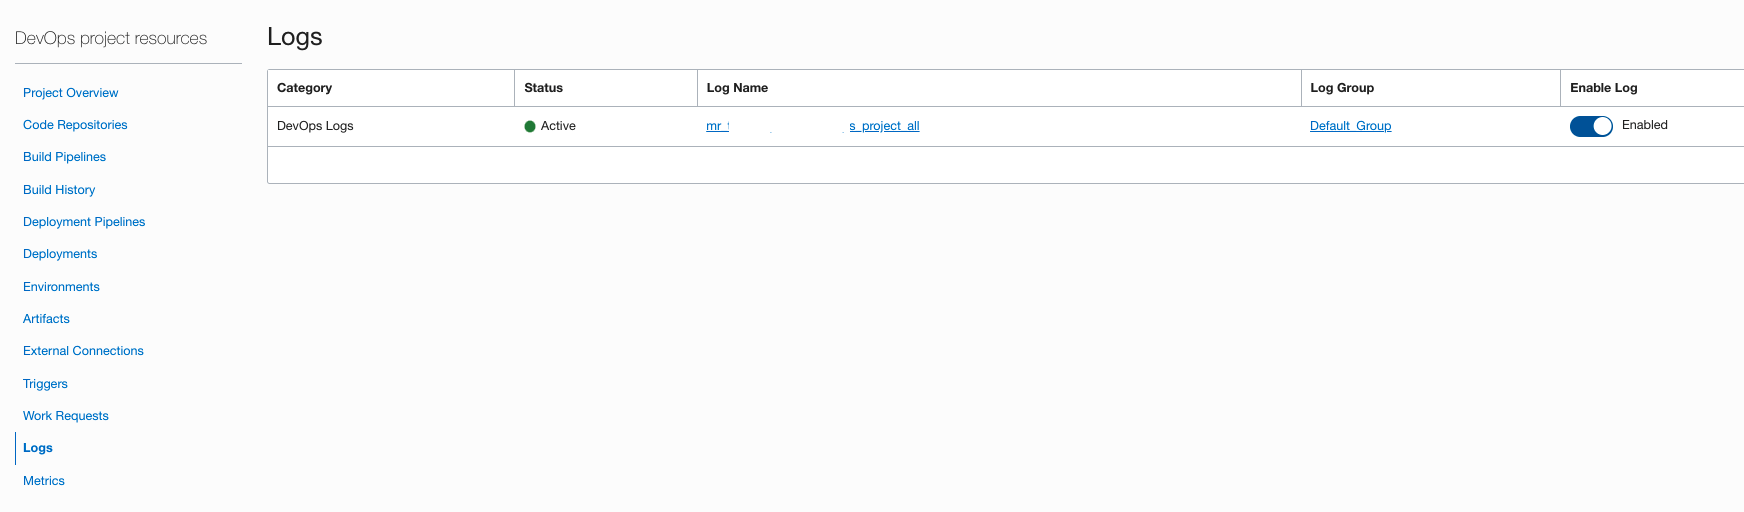 DevOps project resources
Project Overview
Code Repositories
Build Pipelines
Build History
Deployment Pipelines
Deployments
Environments
Artifacts
External Connections
Triggers
Work Requests
Logs
Metrics
Logs
Category Status Log Name Log Group Enable Log
DevOps Logs Active mr_ s_project_all Default_Group Enabled